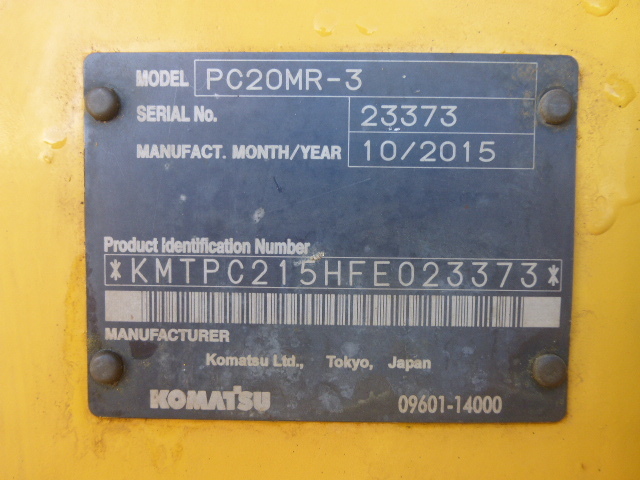 MODEL PC20MR-3
SERIAL No. 23373
MANUFACT. MONTH/YEAR 10/2015
Product Identification Number
*KMTPC215HFE023373*
MANUFACTURER
Komatsu Ltd., Tokyo, Japan
KOMATSU 09601-14000